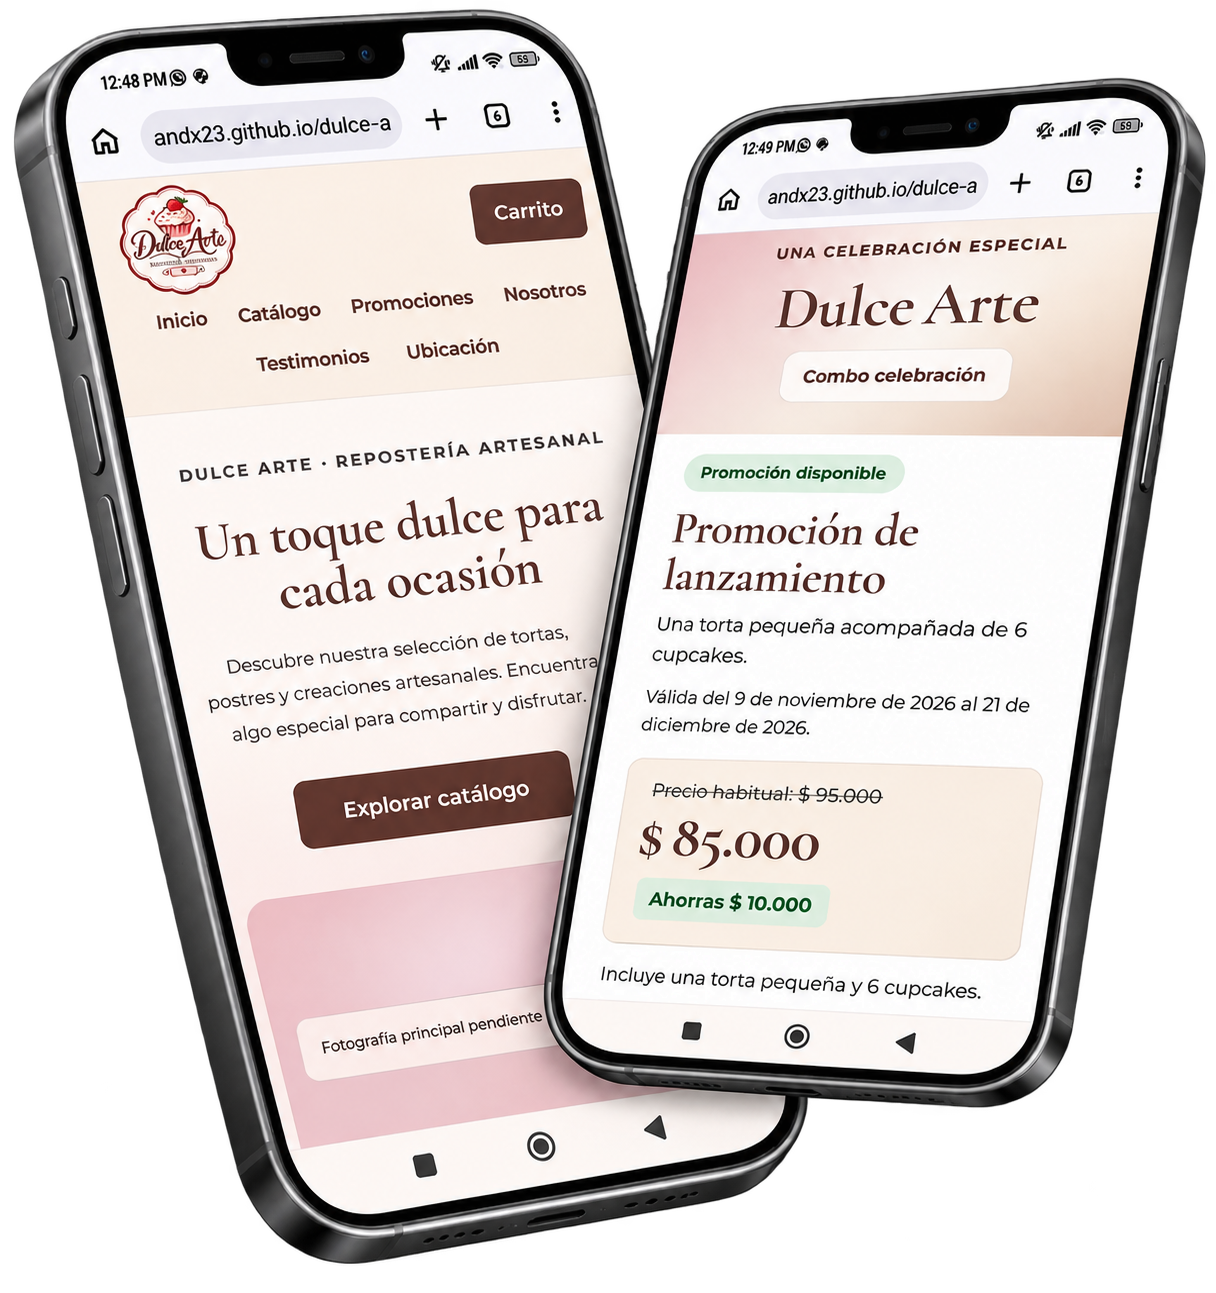 12:48 PM
59
andx23.github.io/dulce-a
6
Dulce Arte
Carrito
Inicio Catálogo Promociones Nosotros
Testimonios Ubicación
DULCE ARTE · REPOSTERÍA ARTESANAL
Un toque dulce para
cada ocasión
Descubre nuestra selección de tortas,
postres y creaciones artesanales. Encuentra
algo especial para compartir y disfrutar.
Explorar catálogo
Fotografía principal pendiente
12:49 PM
59
andx23.github.io/dulce-a
6
UNA CELEBRACIÓN ESPECIAL
Dulce Arte
Combo celebración
Promoción disponible
Promoción de
lanzamiento
Una torta pequeña acompañada de 6
cupcakes.
Válida del 9 de noviembre de 2026 al 21 de
diciembre de 2026.
Precio habitual: $ 95.000
$ 85.000
Ahorras $ 10.000
Incluye una torta pequeña y 6 cupcakes.